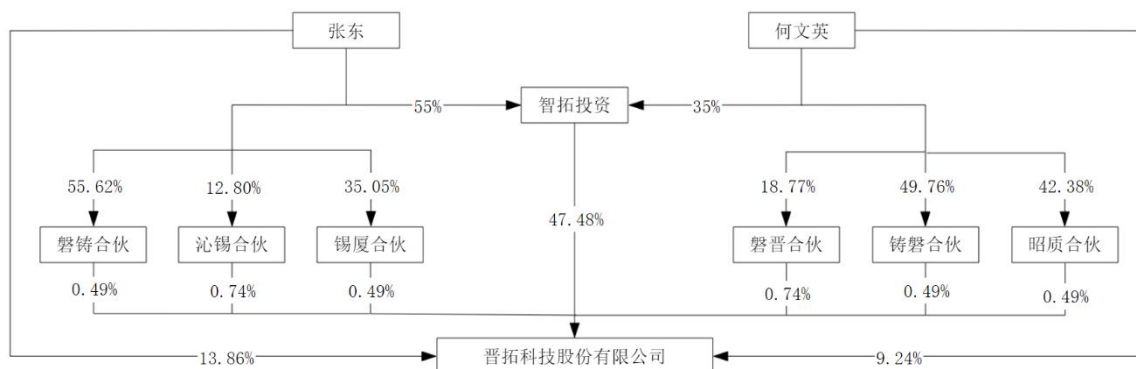 张东
何文英
55%
智拓投资
35%
55.62%
12.80%
35.05%
47.48%
18.77%
49.76%
42.38%
磐铸合伙
沁锡合伙
锡厦合伙
磐晋合伙
铸磐合伙
昭质合伙
0.49%
0.74%
0.49%
0.74%
0.49%
0.49%
13.86%
晋拓科技股份有限公司
9.24%